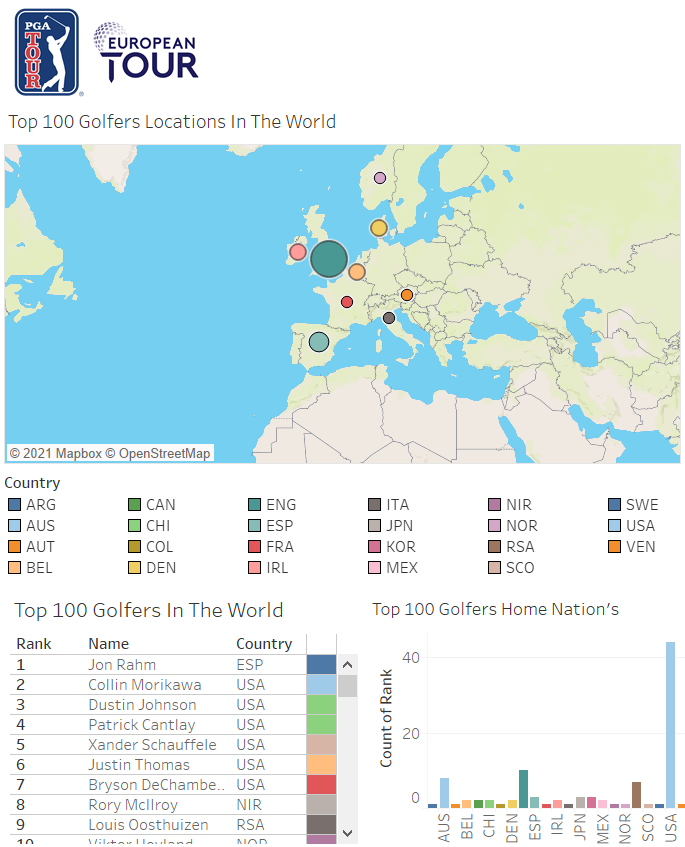 PGA TOUR
EUROPEAN
TOUR
Top 100 Golfers Locations In The World
© 2021 Mapbox © OpenStreetMap
Country
ARG CAN ENG ITA NIR SWE
AUS CHI ESP JPN NOR USA
AUT COL FRA KOR RSA VEN
BEL DEN IRL MEX SCO
Top 100 Golfers In The World
Rank Name Country
1 Jon Rahm ESP
2 Collin Morikawa USA
3 Dustin Johnson USA
4 Patrick Cantlay USA
5 Xander Schauffele USA
6 Justin Thomas USA
7 Bryson DeChambe.. USA
8 Rory McIlroy NIR
9 Louis Oosthuizen RSA
10 Viktor Hovland NOR
Top 100 Golfers Home Nation's
Count of Rank
40
20
0
AUS BEL CHI DEN ESP IRL JPN MEX NOR SCO USA